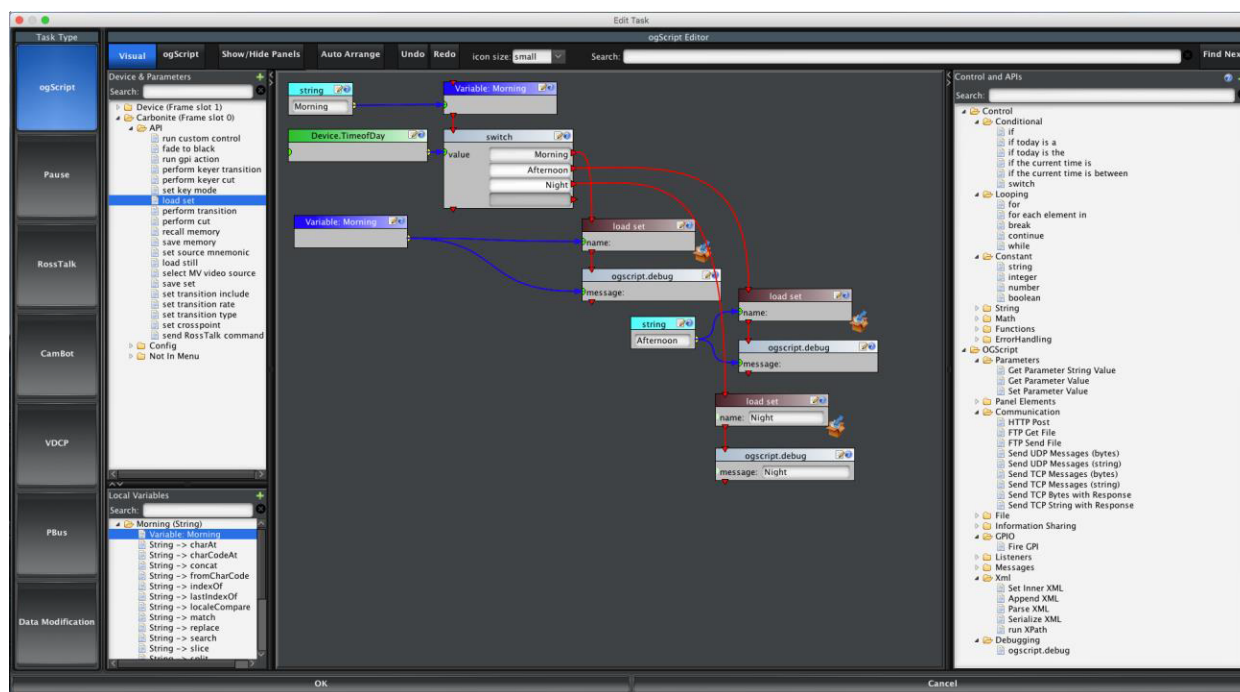 Edit Task
Task Type
ogScript Editor
ogScript
Pause
RossTalk
CamBot
VDCP
PBus
Data Modification
Visual
ogScript
Show/Hide Panels
Auto Arrange
Undo
Redo
icon size:
small
Search:
Find Nex
Device & Parameters
Search:
Device (Frame slot 1)
Carbonite (Frame slot 0)
API
run custom control
fade to black
run gpi action
perform keyer transition
perform keyer cut
set key mode
load set
perform transition
perform cut
recall memory
save memory
set source mnemonic
load still
select MV video source
save set
set transition include
set transition rate
set transition type
set crosspoint
send RossTalk command
Config
Not In Menu
Local Variables
Search:
Morning (String)
Variable: Morning
String -> charAt
String -> charCodeAt
String -> concat
String -> fromCharCode
String -> indexOf
String -> lastIndexOf
String -> localeCompare
String -> match
String -> replace
String -> search
String -> slice
String -> split
string
Morning
Variable: Morning
Device.TimeofDay
switch
value
Morning
Afternoon
Night
Variable: Morning
load set
name:
ogscript.debug
message:
string
Afternoon
load set
name:
ogscript.debug
message:
load set
name: Night
ogscript.debug
message: Night
Control and APIs
Search:
Control
Conditional
if
if today is a
if today is the
if the current time is
if the current time is between
switch
Looping
for
for each element in
break
continue
while
Constant
string
integer
number
boolean
String
Math
Functions
ErrorHandling
OGScript
Parameters
Get Parameter String Value
Get Parameter Value
Set Parameter Value
Panel Elements
Communication
HTTP Post
FTP Get File
FTP Send File
Send UDP Messages (bytes)
Send UDP Messages (string)
Send TCP Messages (bytes)
Send TCP Messages (string)
Send TCP Bytes with Response
Send TCP String with Response
File
Information Sharing
GPIO
Fire GPI
Listeners
Messages
Xml
Set Inner XML
Append XML
Parse XML
Serialize XML
run XPath
Debugging
ogscript.debug
OK
Cancel